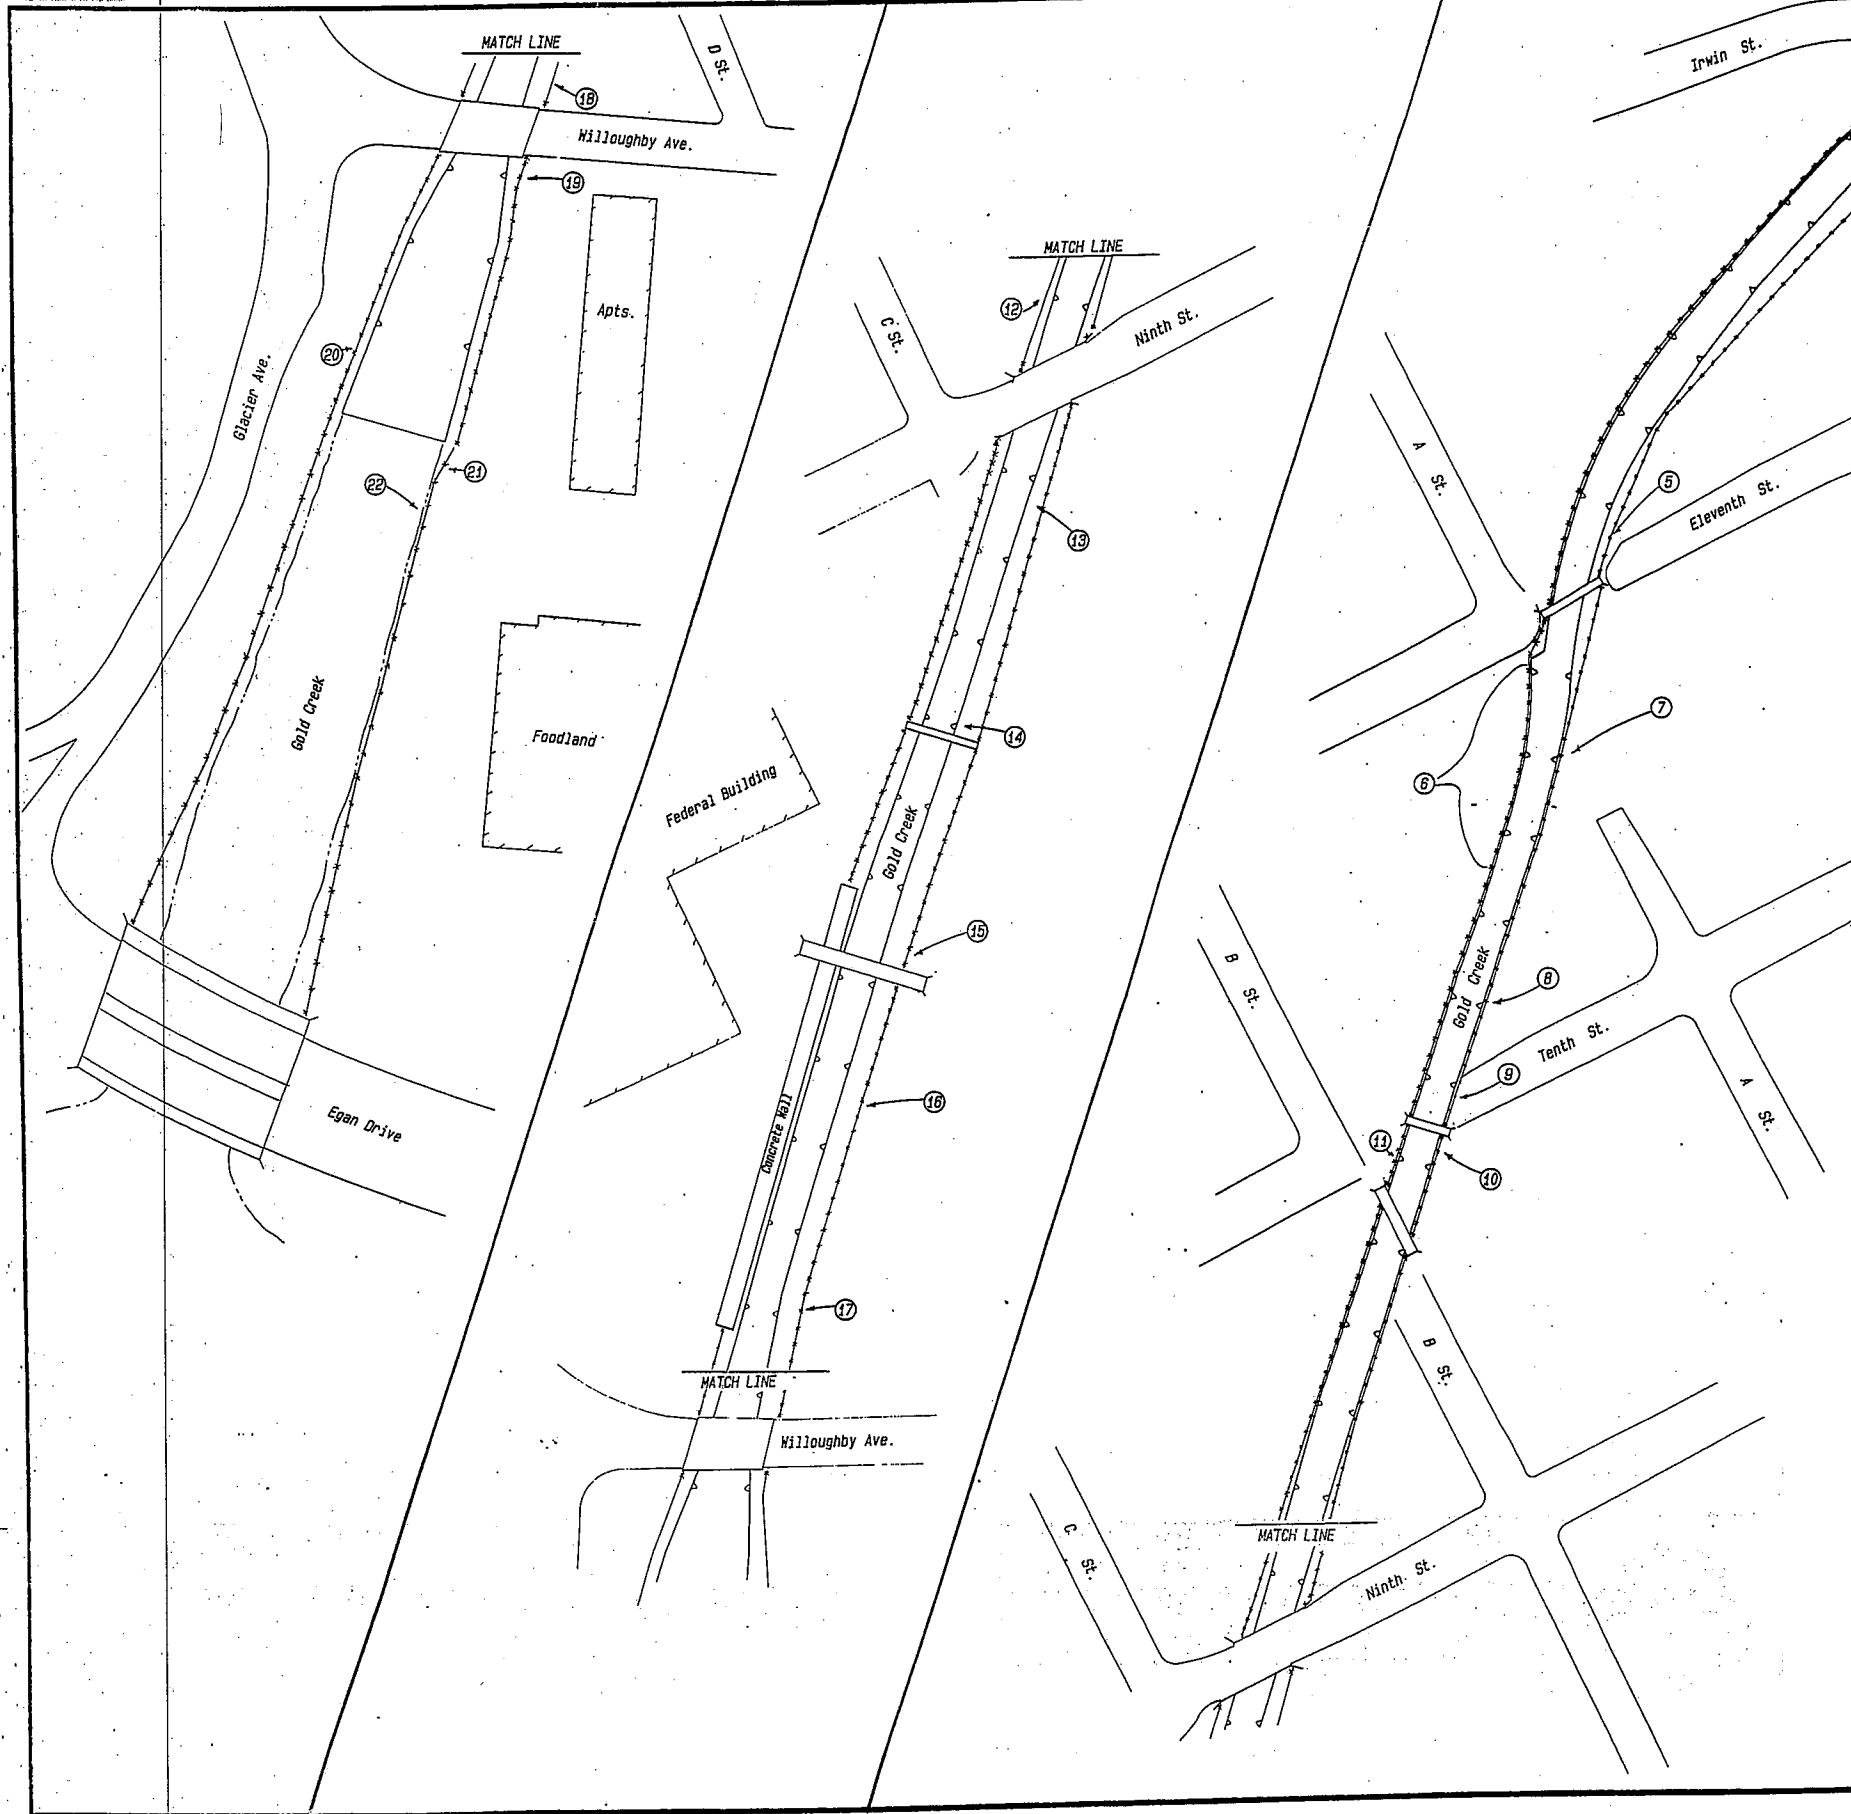 MATCH LINE
D St.
18
Willoughby Ave.
19
Apts.
20
Glacier Ave.
21
22
Gold Creek
Foodland
Egan Drive
MATCH LINE
12
C St.
Ninth St.
13
14
Federal Building
Gold Creek
15
16
Concrete Wall
17
MATCH LINE
Willoughby Ave.
Irwin St.
A St.
5
Eleventh St.
7
6
B St.
Gold Creek
8
Tenth St.
9
A St.
11
10
B St.
C St.
MATCH LINE
Ninth St.